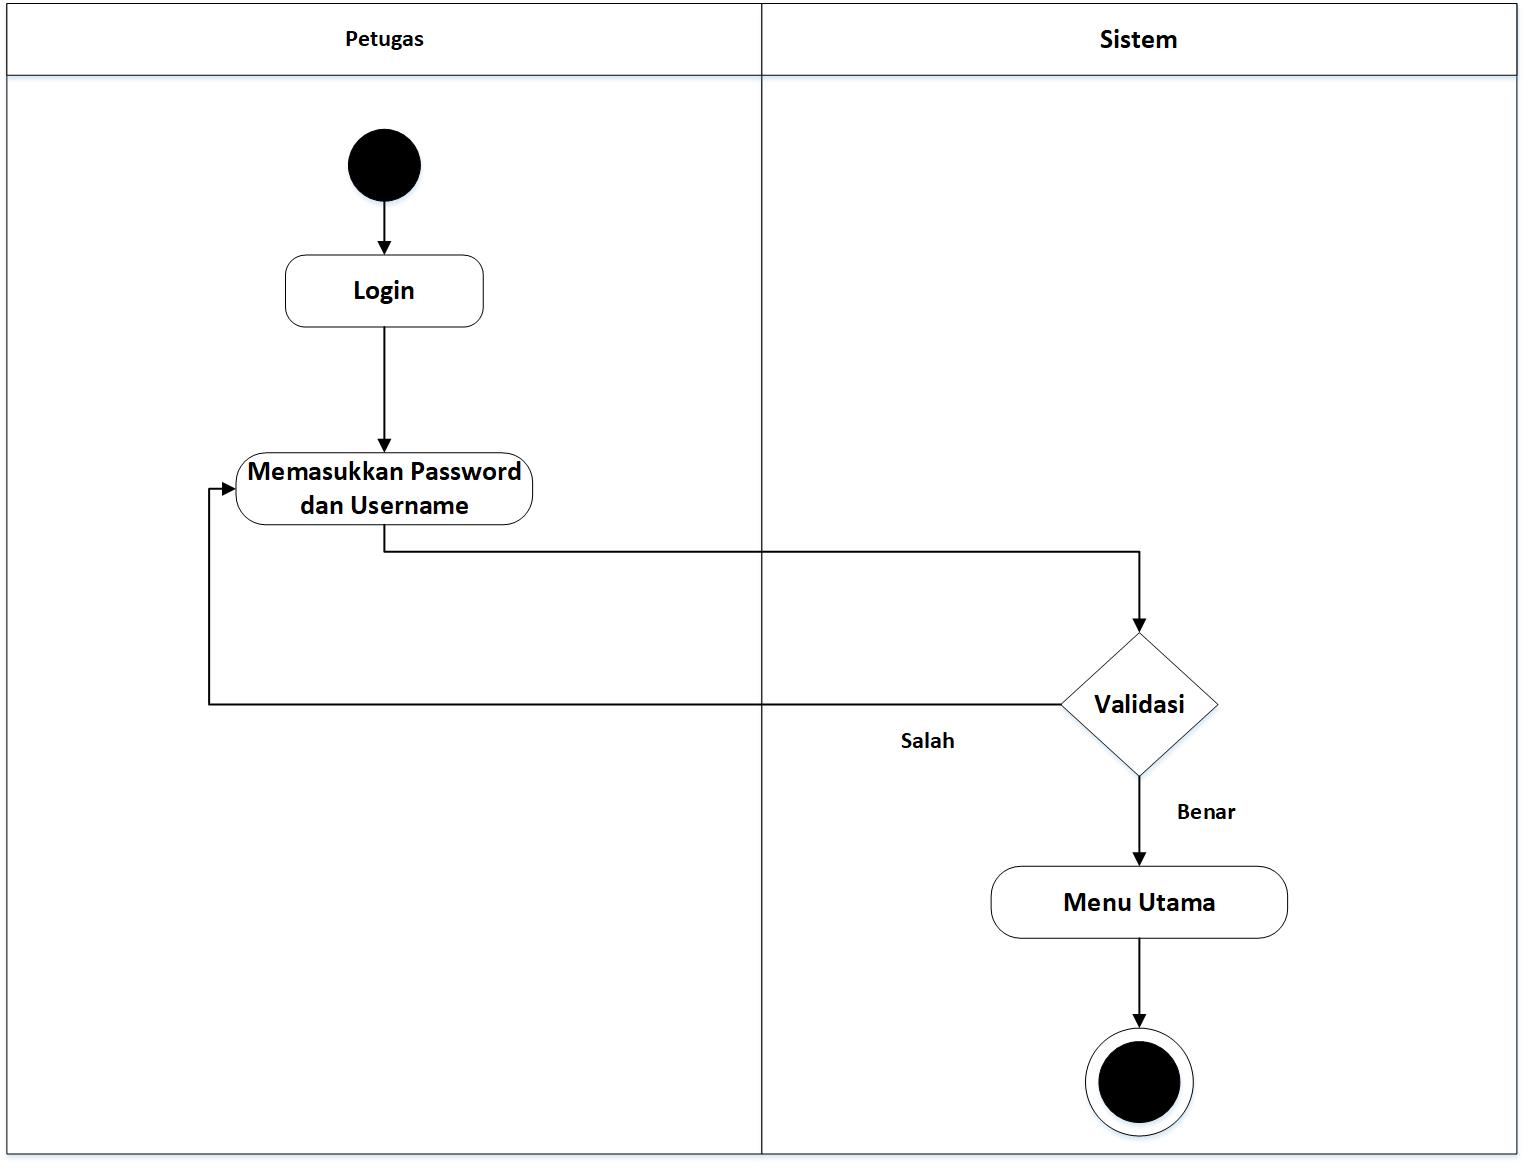 Petugas
Sistem
Login
Memasukkan Password
dan Username
Validasi
Salah
Benar
Menu Utama